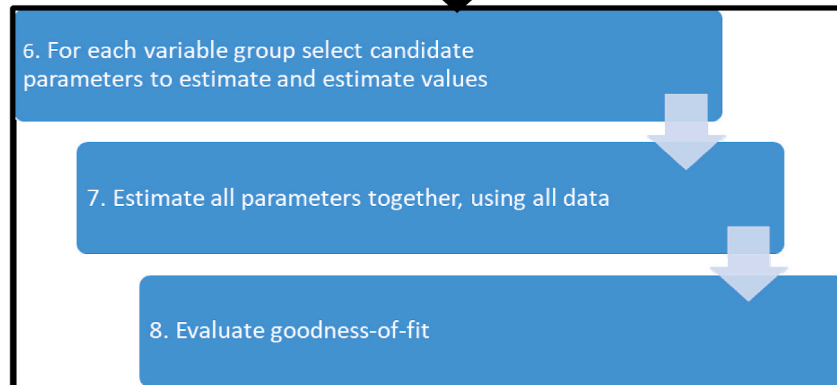 6. For each variable group select candidate
parameters to estimate and estimate values
7. Estimate all parameters together, using all data
8. Evaluate goodness-of-fit